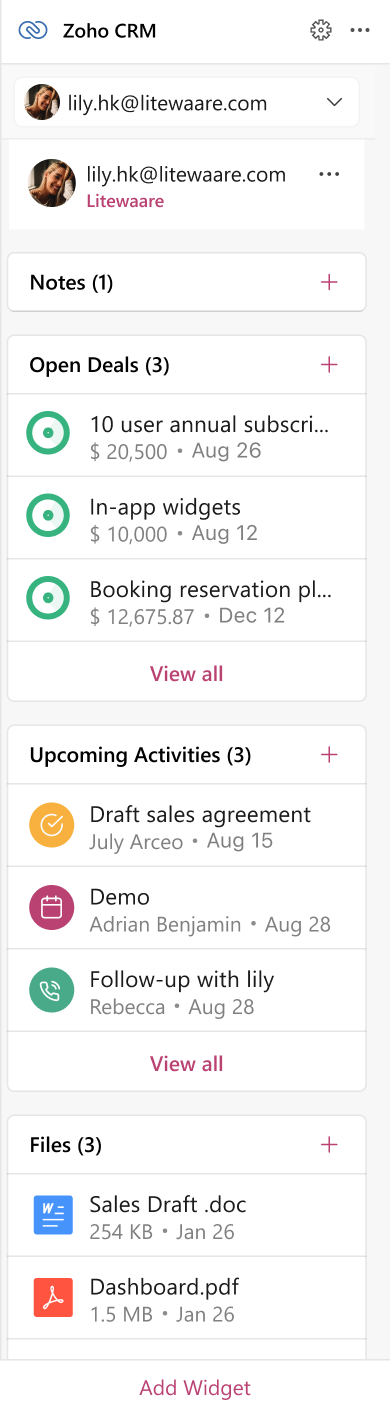 Zoho CRM
lily.hk@litewaare.com
lily.hk@litewaare.com
Litewaare
Notes (1)
Open Deals (3)
10 user annual subscri...
$ 20,500 • Aug 26
In-app widgets
$ 10,000 • Aug 12
Booking reservation pl...
$ 12,675.87 • Dec 12
View all
Upcoming Activities (3)
Draft sales agreement
July Arceo • Aug 15
Demo
Adrian Benjamin • Aug 28
Follow-up with lily
Rebecca • Aug 28
View all
Files (3)
Sales Draft .doc
254 KB • Jan 26
Dashboard.pdf
1.5 MB • Jan 26
Add Widget